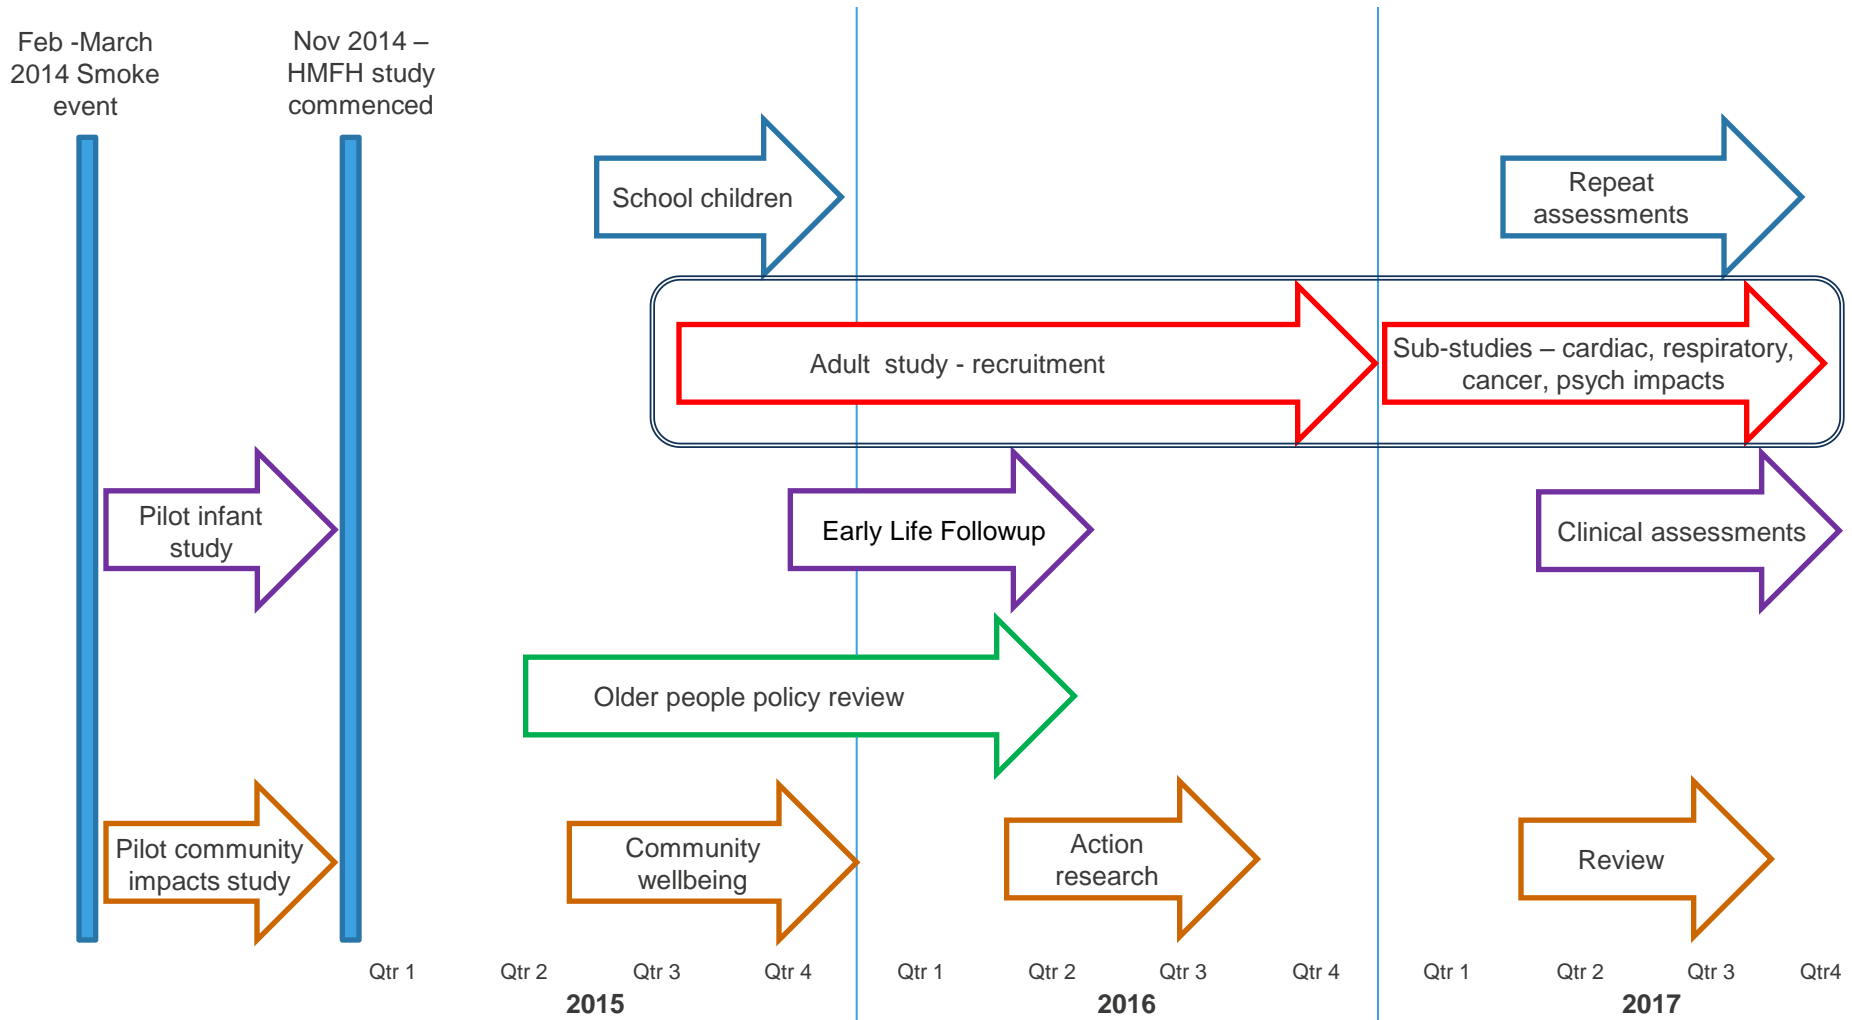 Feb -March
2014 Smoke
event
Nov 2014 –
HMFH study
commenced
School children
Repeat
assessments
Adult study - recruitment
Sub-studies – cardiac, respiratory,
cancer, psych impacts
Pilot infant
study
Early Life Followup
Clinical assessments
Older people policy review
Pilot community
impacts study
Community
wellbeing
Action
research
Review
Qtr 1
Qtr 2
Qtr 3
Qtr 4
Qtr 1
Qtr 2
Qtr 3
Qtr 4
Qtr 1
Qtr 2
Qtr 3
Qtr4
2015
2016
2017